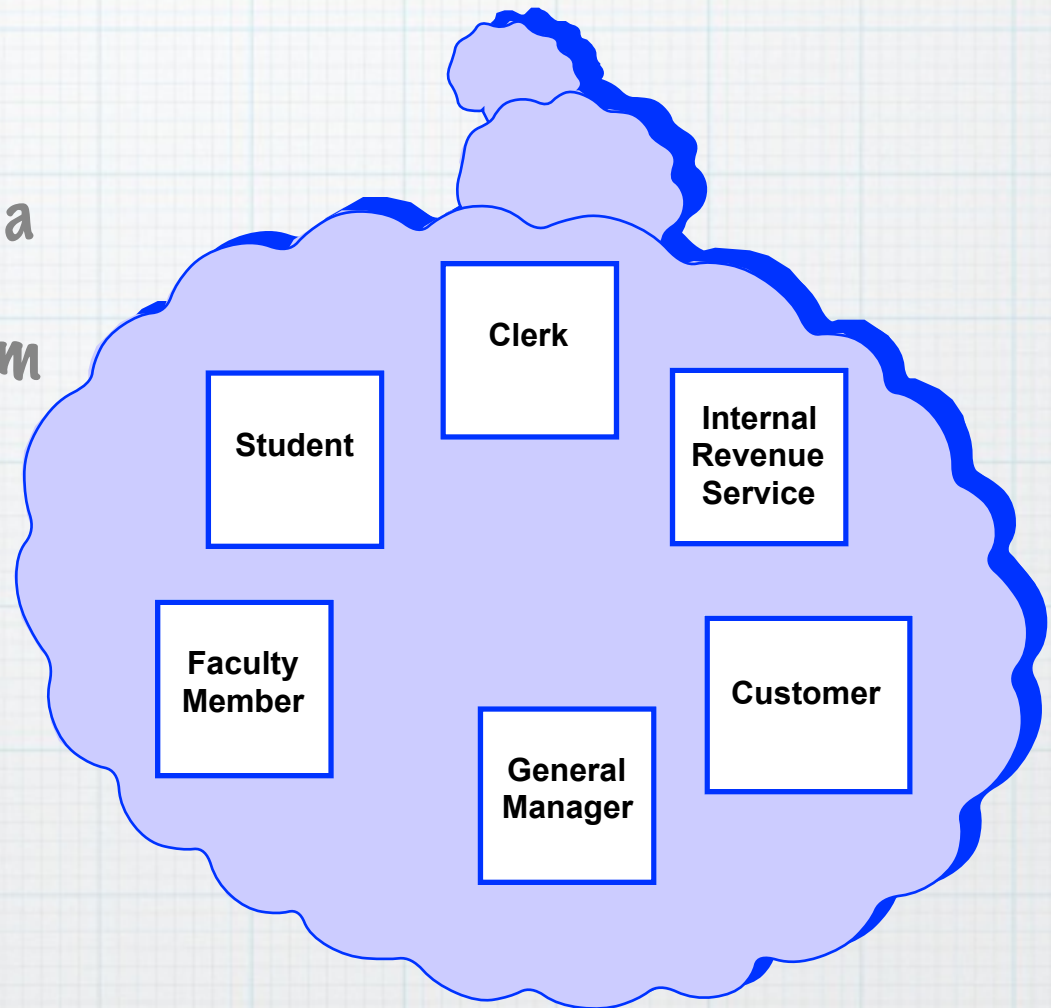 a
m
Clerk
Student
Internal
Revenue
Service
Faculty
Member
Customer
General
Manager